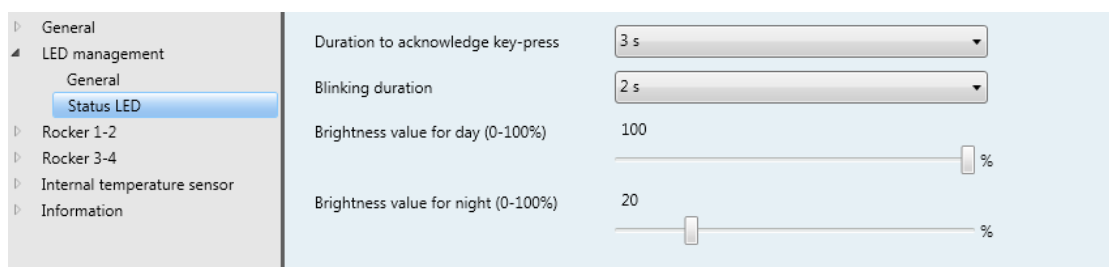 General
LED management
General
Status LED
Rocker 1-2
Rocker 3-4
Internal temperature sensor
Information
Duration to acknowledge key-press 3 s
Blinking duration 2 s
Brightness value for day (0-100%) 100
%
Brightness value for night (0-100%) 20
%